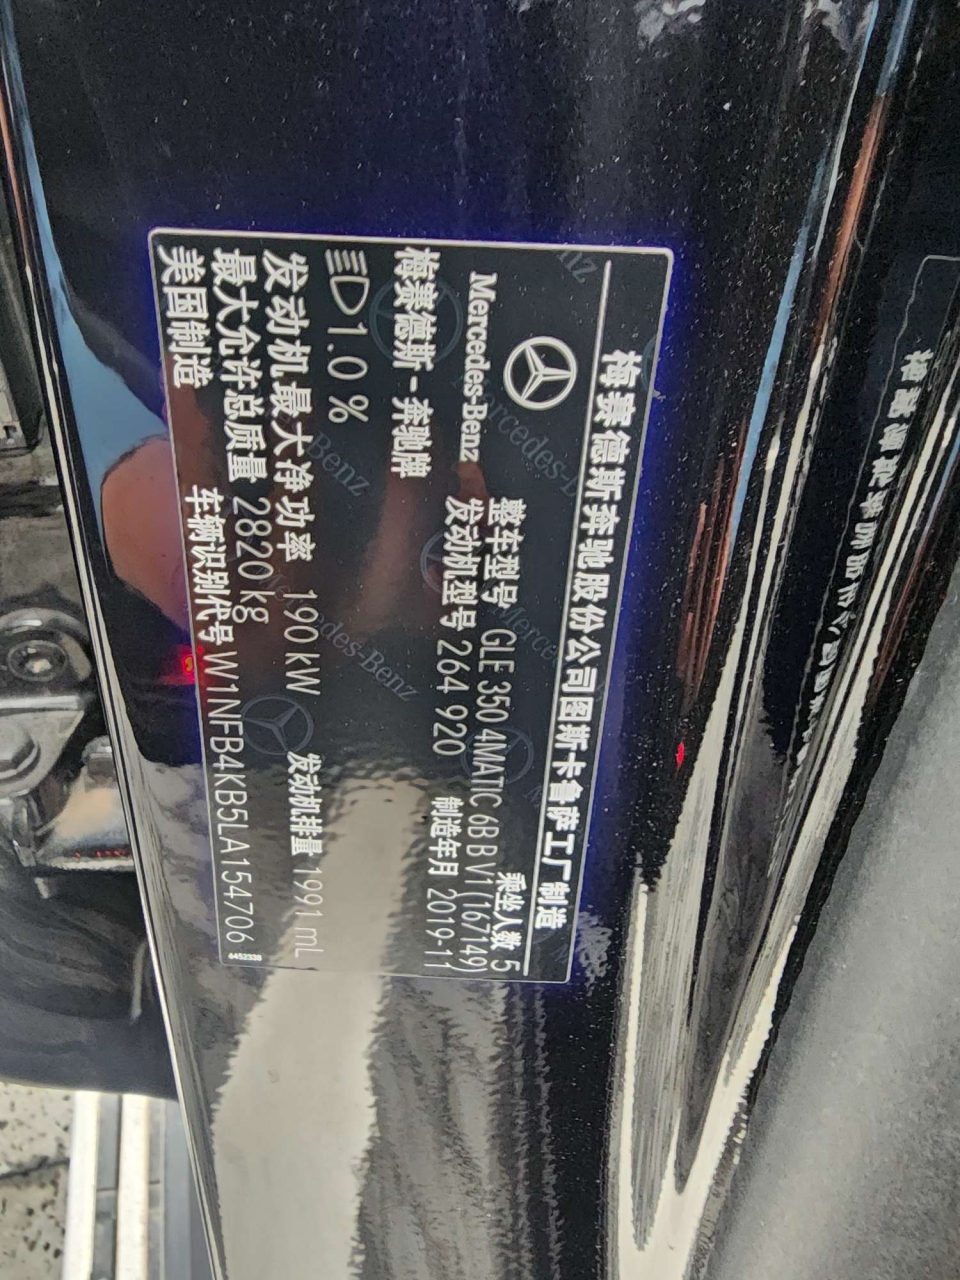 梅赛德斯奔驰股份公司图斯卡鲁萨工厂制造
Mercedes-Benz
整车型号 GLE 350 4MATIC 6BB V1(167149)
乘坐人数 5
发动机型号 264 920
制造年月 2019-11
梅赛德斯-奔驰牌
1.0 %
发动机最大净功率 190 kW
发动机排量 1991 mL
最大允许总质量 2820 kg
美国制造
车辆识别代号 W1NFB4KB5LA154706
6452330